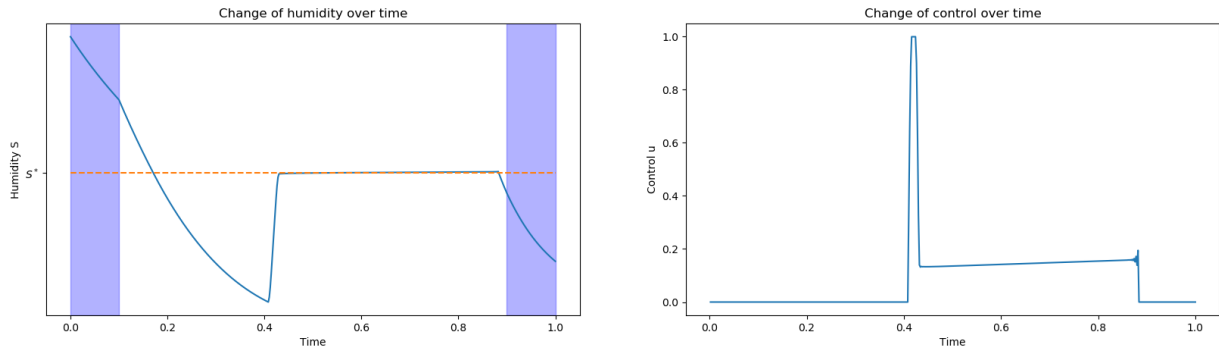 Change of humidity over time
Humidity S
S*
0.0 0.2 0.4 0.6 0.8 1.0
Time
Change of control over time
Control u
1.0
0.8
0.6
0.4
0.2
0.0
0.0 0.2 0.4 0.6 0.8 1.0
Time